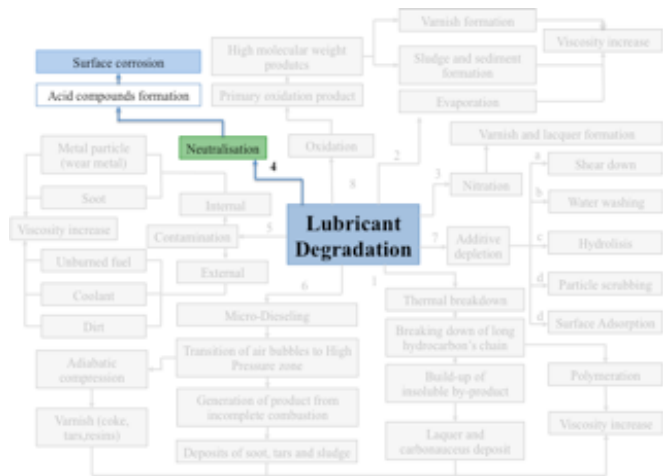 Varnish formation
High molecular weight
produtcs
Viscosity increase
Surface corrosion
Sludge and sediment
formation
Acid compounds formation
Primary oxidation product
Evaporation
Neutralisation
Oxidation
Varnish and lacquer formation
Metal particle
(wear metal)
4
2
3
Nitration
a
Shear down
Soot
8
b
Water washing
Internal
Lubricant
Degradation
Viscosity increase
Contamination
5
7
Additive
depletion
c
Hydrolisis
Unburned fuel
External
1
Coolant
6
Thermal breakdown
d
Particle scrubbing
Dirt
Micro-Dieseling
Breaking down of long
hydrocarbon's chain
d
Surface Adsorption
Adiabatic
compression
Transition of air bubbles to High
Pressure zone
Build-up of
insoluble by-product
Polymeration
Varnish (coke,
tars,resins)
Generation of product from
incomplete combustion
Viscosity increase
Deposits of soot, tars and sludge
Laquer and
carbonaaceus deposit